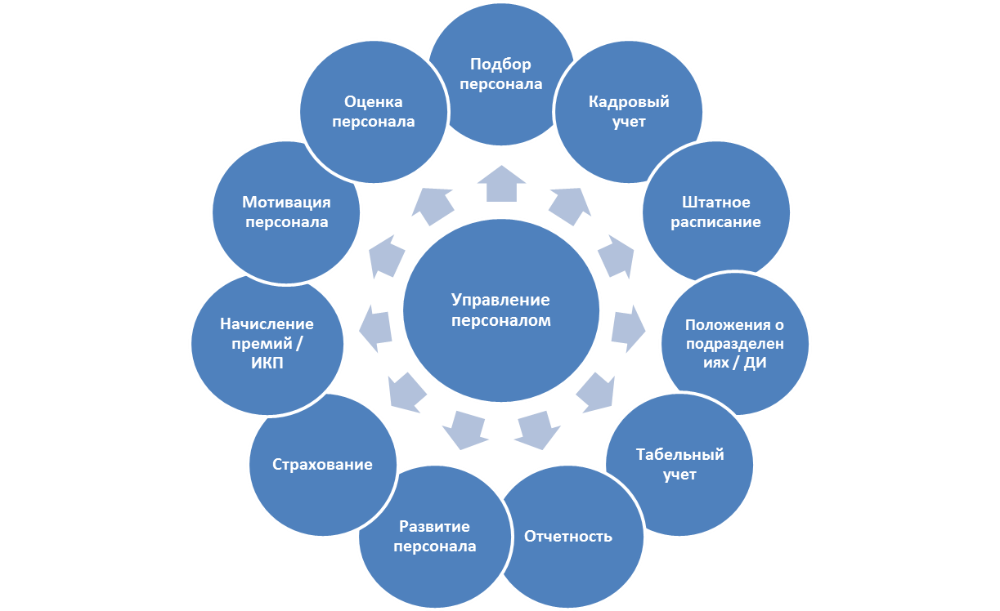 Подбор
персонала
Кадровый
учет
Штатное
расписание
Положения о
подразделен
иях / ДИ
Табельный
учет
Отчетность
Развитие
персонала
Страхование
Начисление
премий /
ИКП
Мотивация
персонала
Оценка
персонала
Управление
персоналом